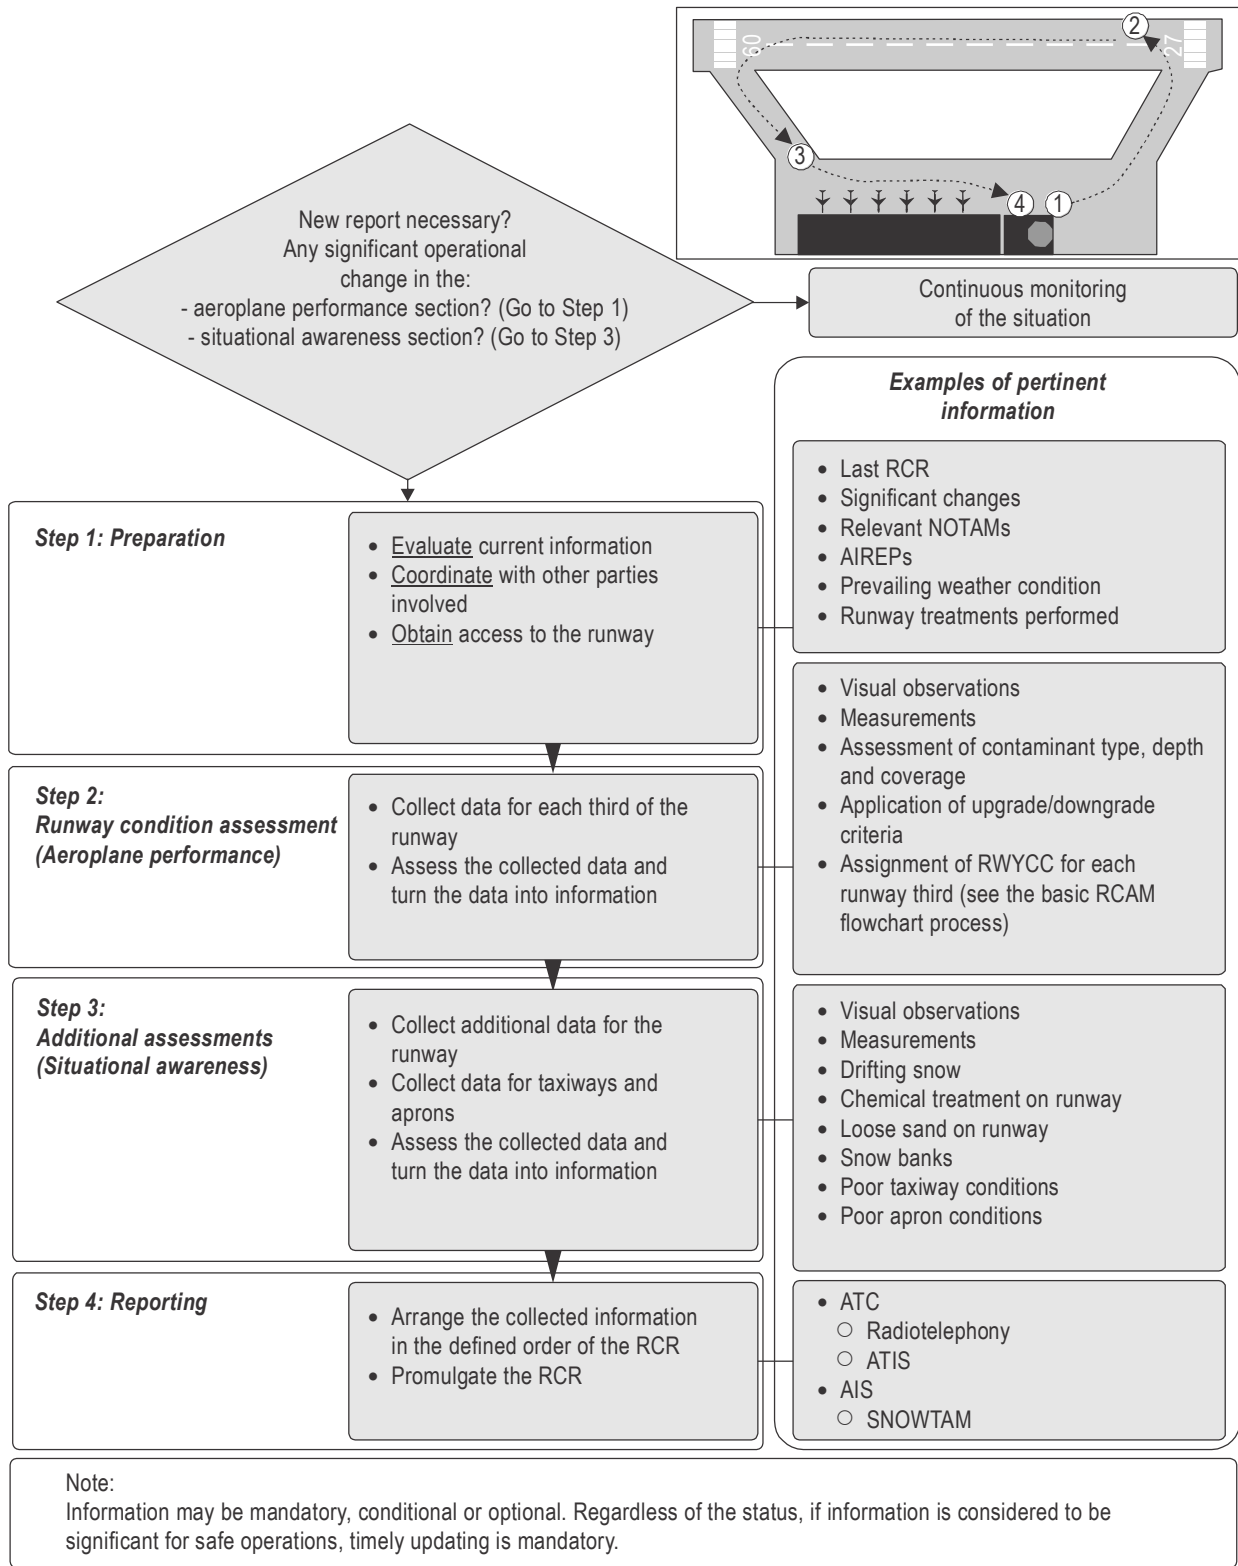 2
09
27
3
4
1
New report necessary?
Any significant operational
change in the:
- aeroplane performance section? (Go to Step 1)
- situational awareness section? (Go to Step 3)
Continuous monitoring
of the situation
Examples of pertinent
information
Step 1: Preparation
• Evaluate current information
• Coordinate with other parties
involved
• Obtain access to the runway
• Last RCR
• Significant changes
• Relevant NOTAMs
• AIREPs
• Prevailing weather condition
• Runway treatments performed
Step 2:
Runway condition assessment
(Aeroplane performance)
• Collect data for each third of the
runway
• Assess the collected data and
turn the data into information
• Visual observations
• Measurements
• Assessment of contaminant type, depth
and coverage
• Application of upgrade/downgrade
criteria
• Assignment of RWYCC for each
runway third (see the basic RCAM
flowchart process)
Step 3:
Additional assessments
(Situational awareness)
• Collect additional data for the
runway
• Collect data for taxiways and
aprons
• Assess the collected data and
turn the data into information
• Visual observations
• Measurements
• Drifting snow
• Chemical treatment on runway
• Loose sand on runway
• Snow banks
• Poor taxiway conditions
• Poor apron conditions
Step 4: Reporting
• Arrange the collected information
in the defined order of the RCR
• Promulgate the RCR
• ATC
○ Radiotelephony
○ ATIS
• AIS
○ SNOWTAM
Note:
Information may be mandatory, conditional or optional. Regardless of the status, if information is considered to be
significant for safe operations, timely updating is mandatory.